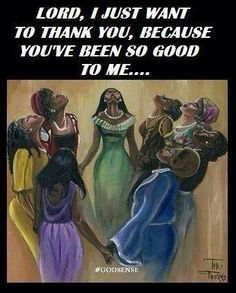 LORD, I JUST WANT
TO THANK YOU, BECAUSE
YOU'VE BEEN SO GOOD
TO ME....
#GODSENSE